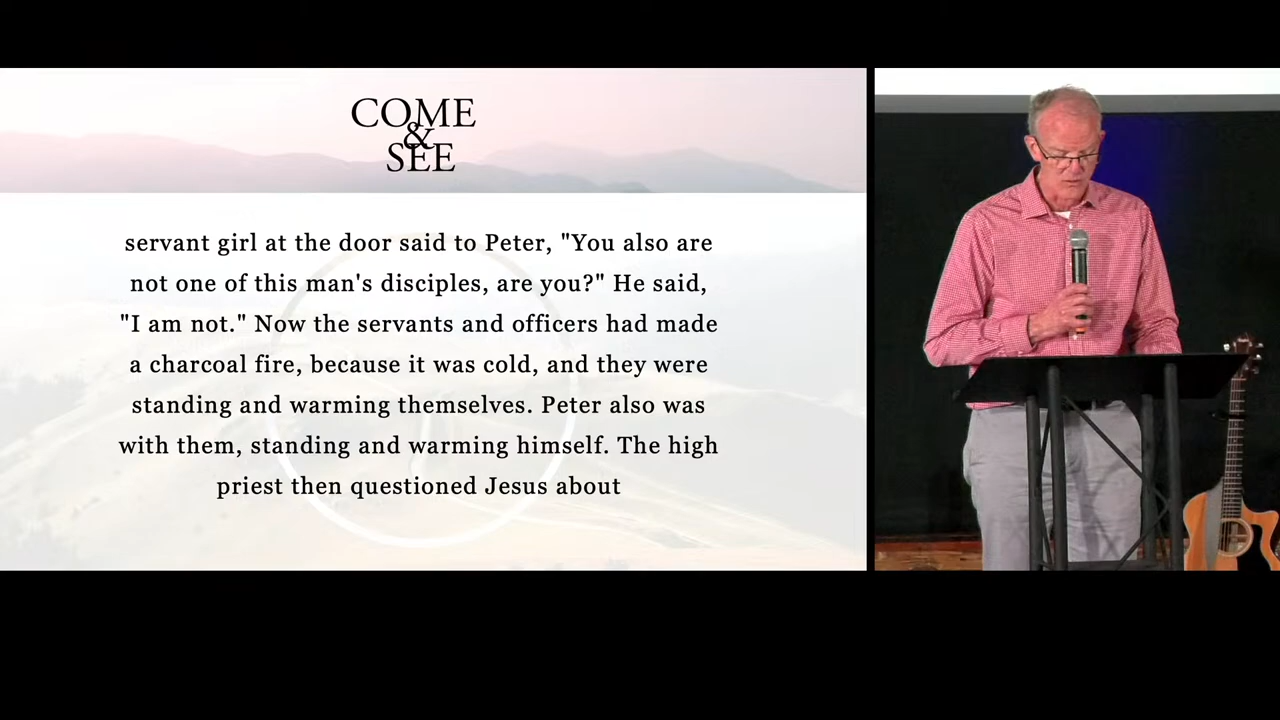 COME
&
SEE
servant girl at the door said to Peter, "You also are
not one of this man's disciples, are you?" He said,
"I am not." Now the servants and officers had made
a charcoal fire, because it was cold, and they were
standing and warming themselves. Peter also was
with them, standing and warming himself. The high
priest then questioned Jesus about